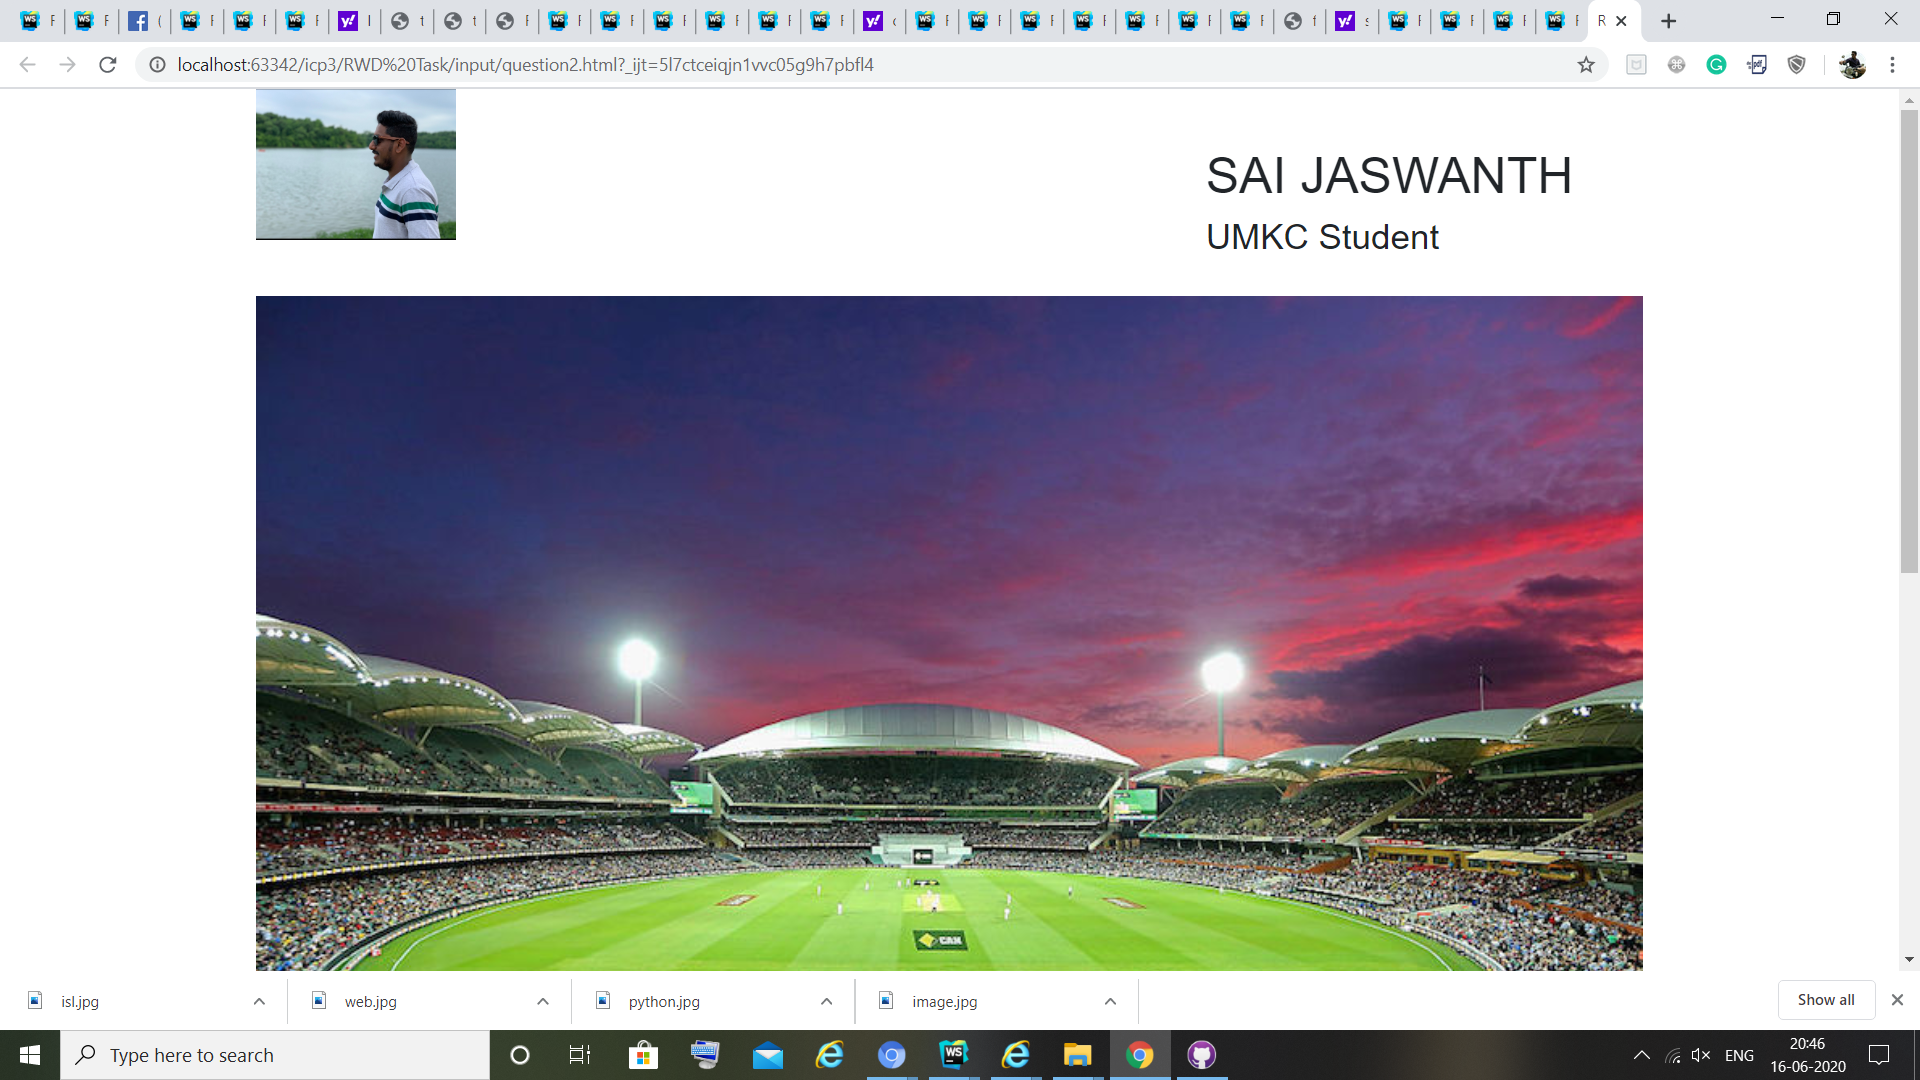 localhost:63342/icp3/RWD%20Task/input/question2.html?_ijt=5l7ctceiqjn1vvc05g9h7pbfl4
SAI JASWANTH
UMKC Student
isl.jpg
web.jpg
python.jpg
image.jpg
Show all
Type here to search
ENG
20:46
16-06-2020